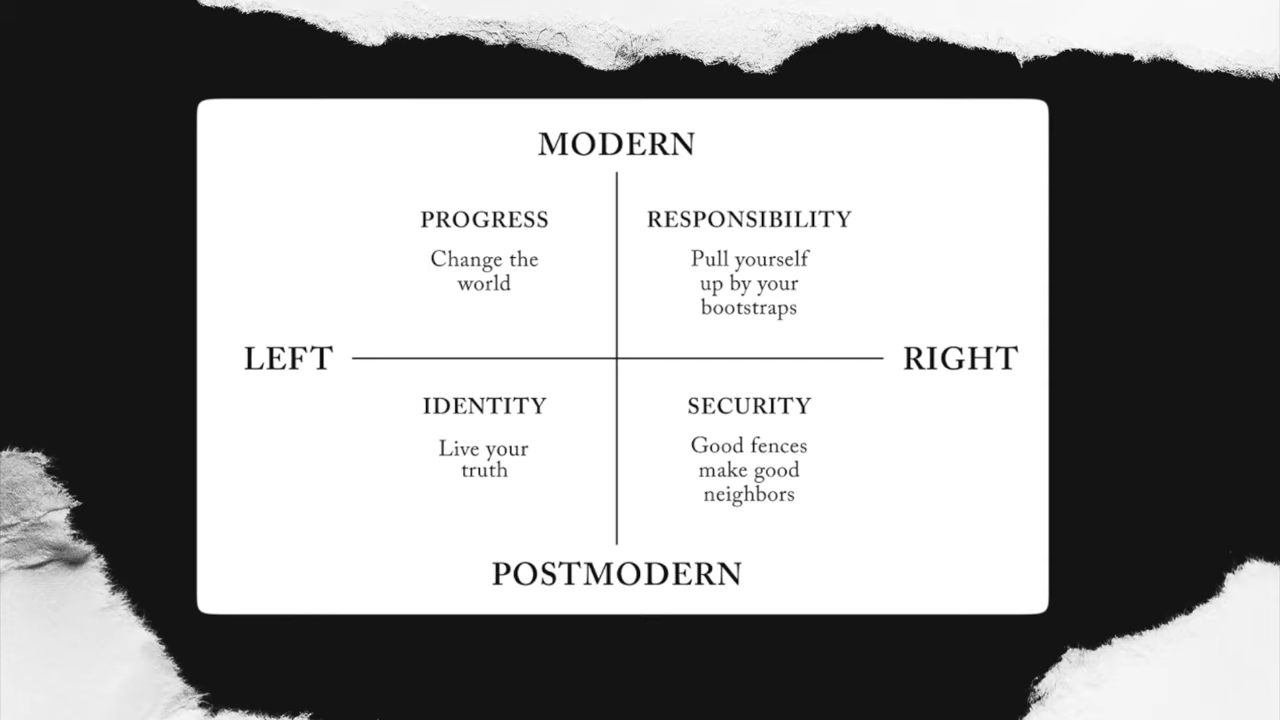 MODERN
PROGRESS
Change the
world
RESPONSIBILITY
Pull yourself
up by your
bootstraps
LEFT
RIGHT
IDENTITY
Live your
truth
SECURITY
Good fences
make good
neighbors
POSTMODERN